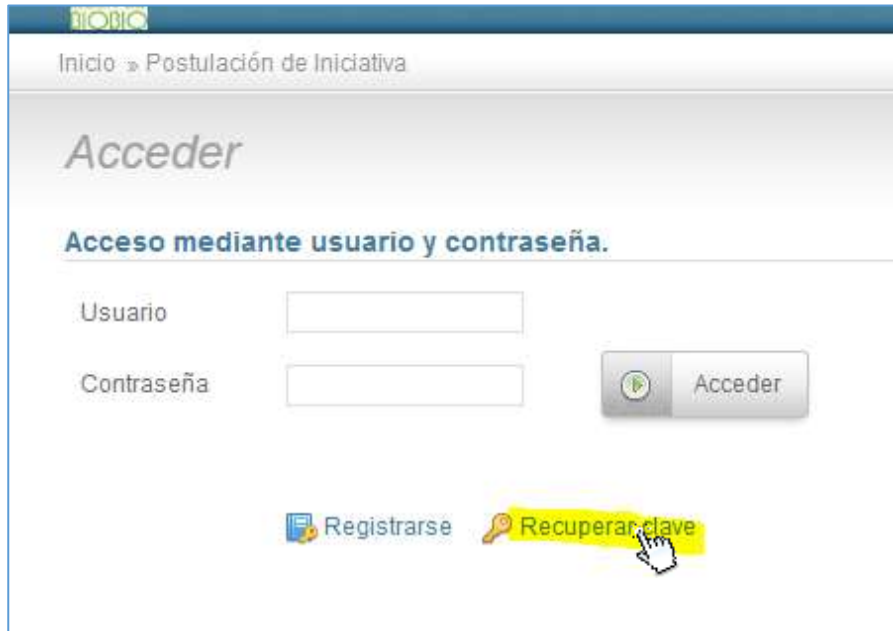 BIOBIO
Inicio » Postulación de Iniciativa
Acceder
Acceso mediante usuario y contraseña.
Usuario
Contraseña
Acceder
Registrarse Recuperar clave